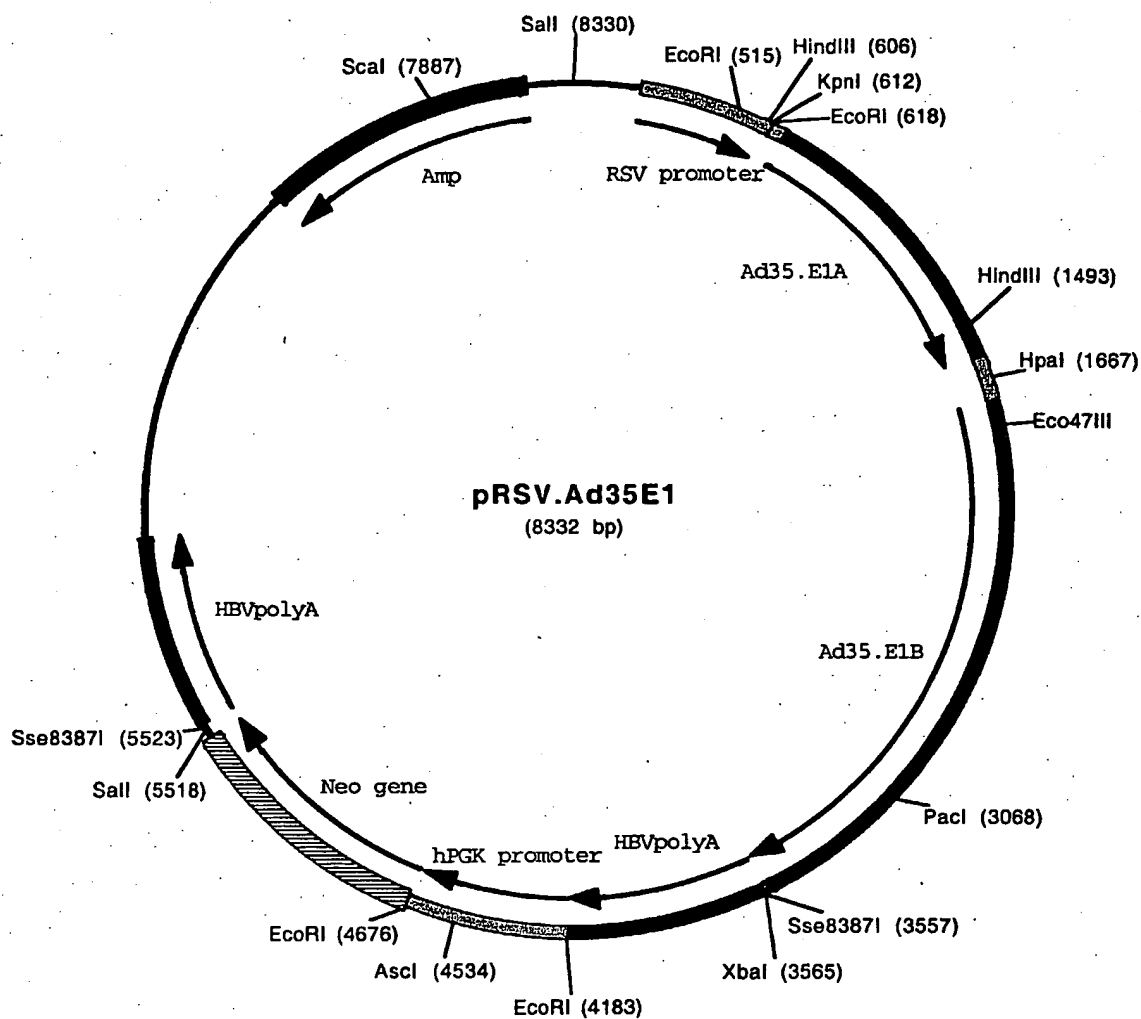 SalI (8330)
ScaI (7887)
EcoRI (515)
HindIII (606)
KpnI (612)
EcoRI (618)
Amp
RSV promoter
Ad35.E1A
HindIII (1493)
HpaI (1667)
Eco47III
pRSV.Ad35E1
(8332 bp)
HBVpolyA
Ad35.E1B
Sse8387I (5523)
SalI (5518)
Neo gene
PacI (3068)
HBVpolyA
hPGK promoter
Sse8387I (3557)
EcoRI (4676)
XbaI (3565)
AscI (4534)
EcoRI (4183)